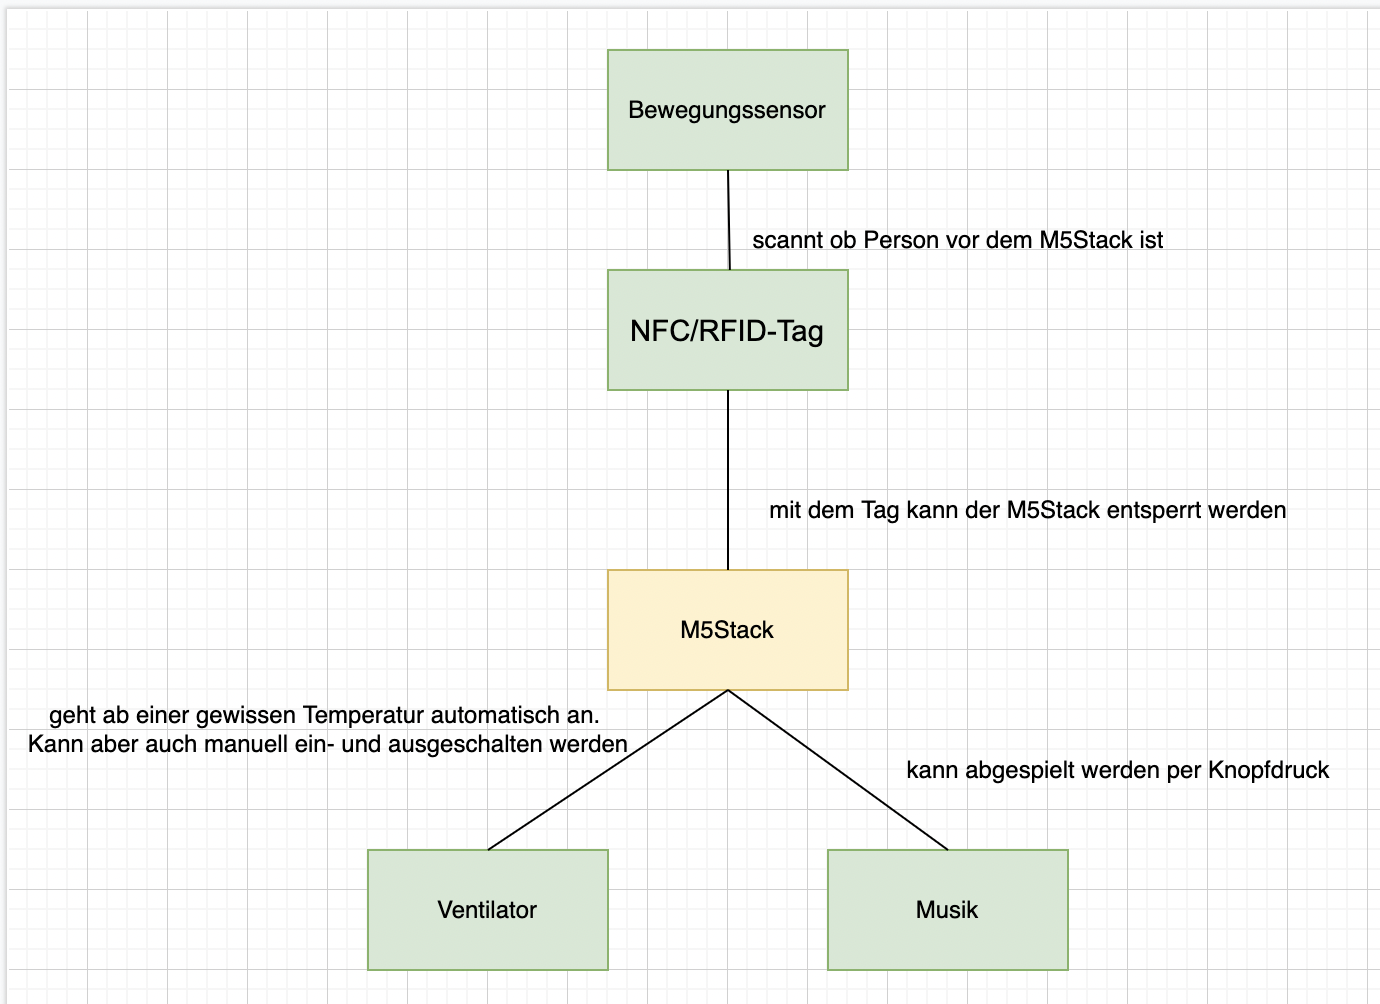 Bewegungssensor
scannt ob Person vor dem M5Stack ist
NFC/RFID-Tag
mit dem Tag kann der M5Stack entsperrt werden
M5Stack
geht ab einer gewissen Temperatur automatisch an.
Kann aber auch manuell ein- und ausgeschalten werden
kann abgespielt werden per Knopfdruck
Ventilator
Musik